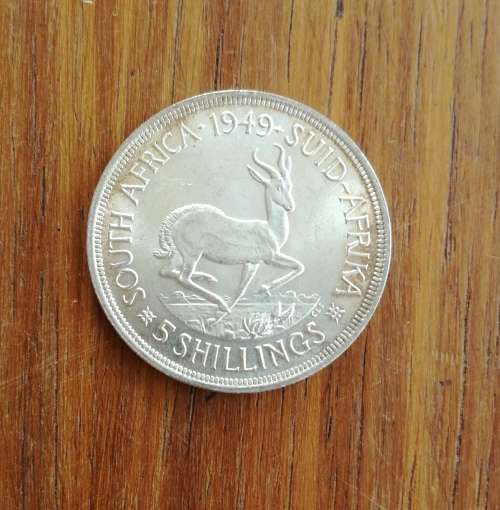 SOUTH AFRICA · 1949 · SUID-AFRIKA
5 SHILLINGS